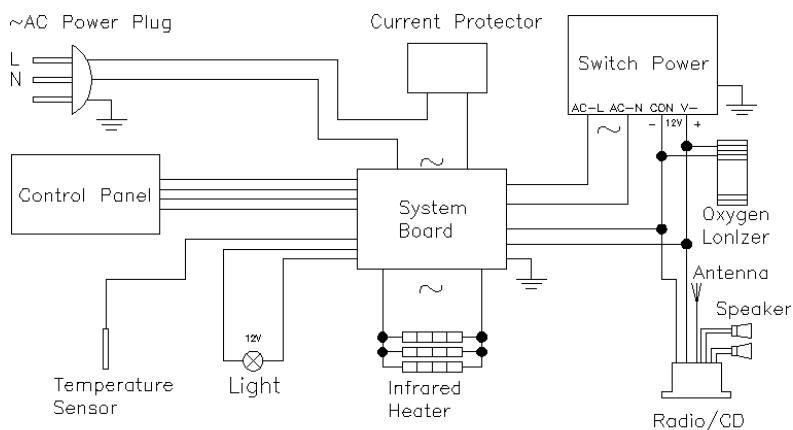 ~AC Power Plug
L
N
Current Protector
Switch Power
AC-L AC-N CON V-
~
- 12V +
Control Panel
~
System
Board
~
Oxygen
LonIzer
Antenna
Speaker
12V
Temperature
Sensor
Light
Infrared
Heater
Radio/CD